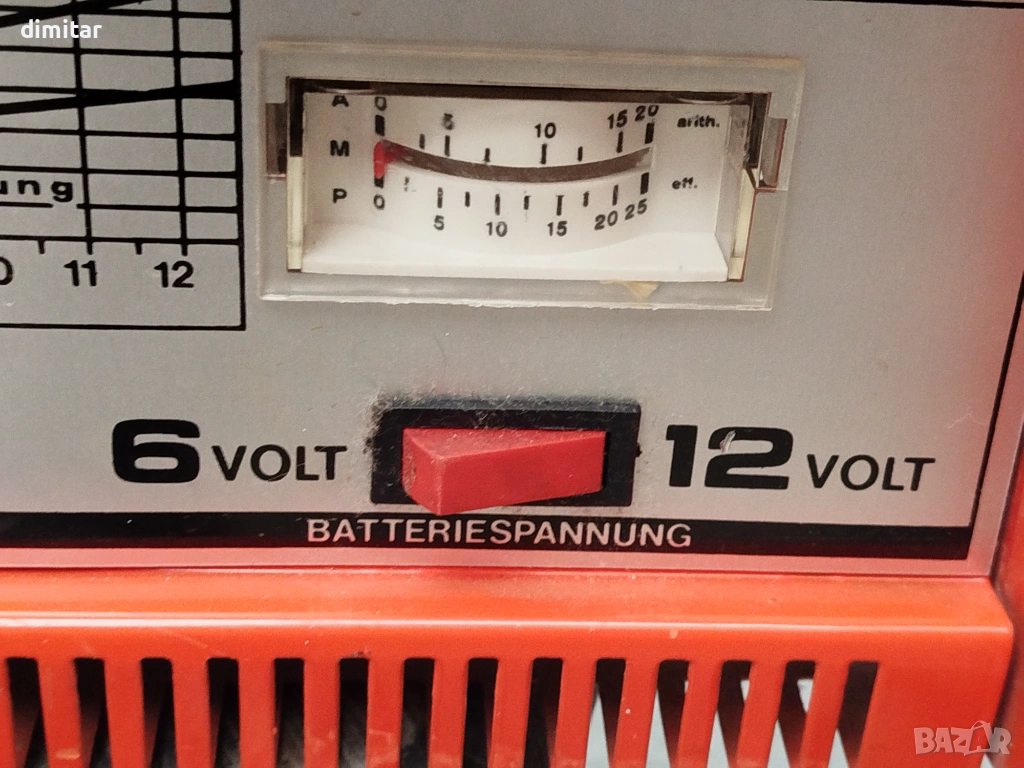 dimitar
A 0 5 10 15 20 arith.
M
P 0 5 10 15 20 25 eff.
ung
0 11 12
6 VOLT 12 VOLT
BATTERIESPANNUNG
BAZAR